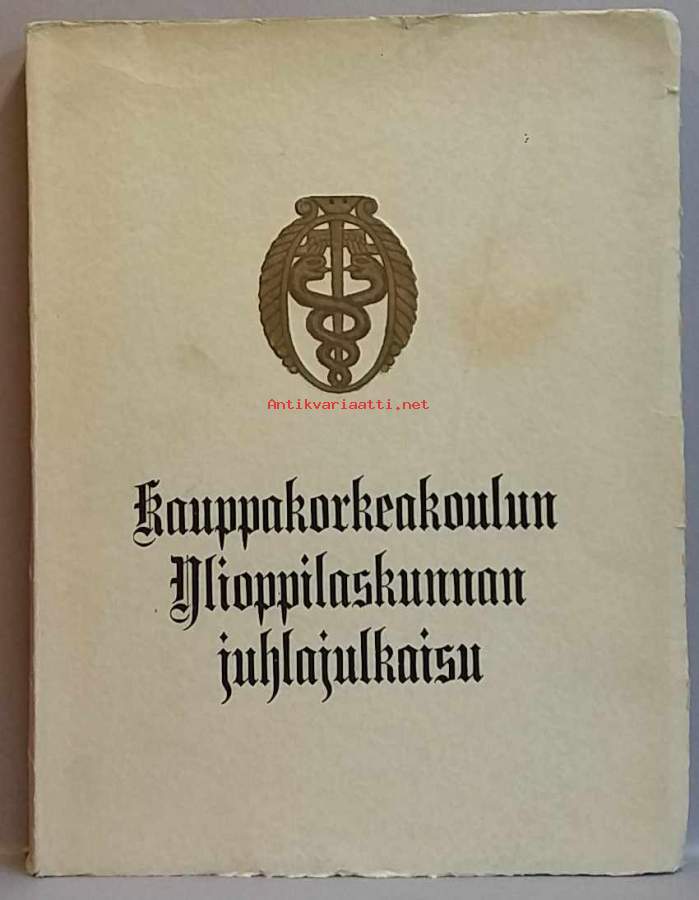 Antikvariaatti.net
Kauppakorkeakoulun
Ylioppilaskunnan
juhlajulkaisu